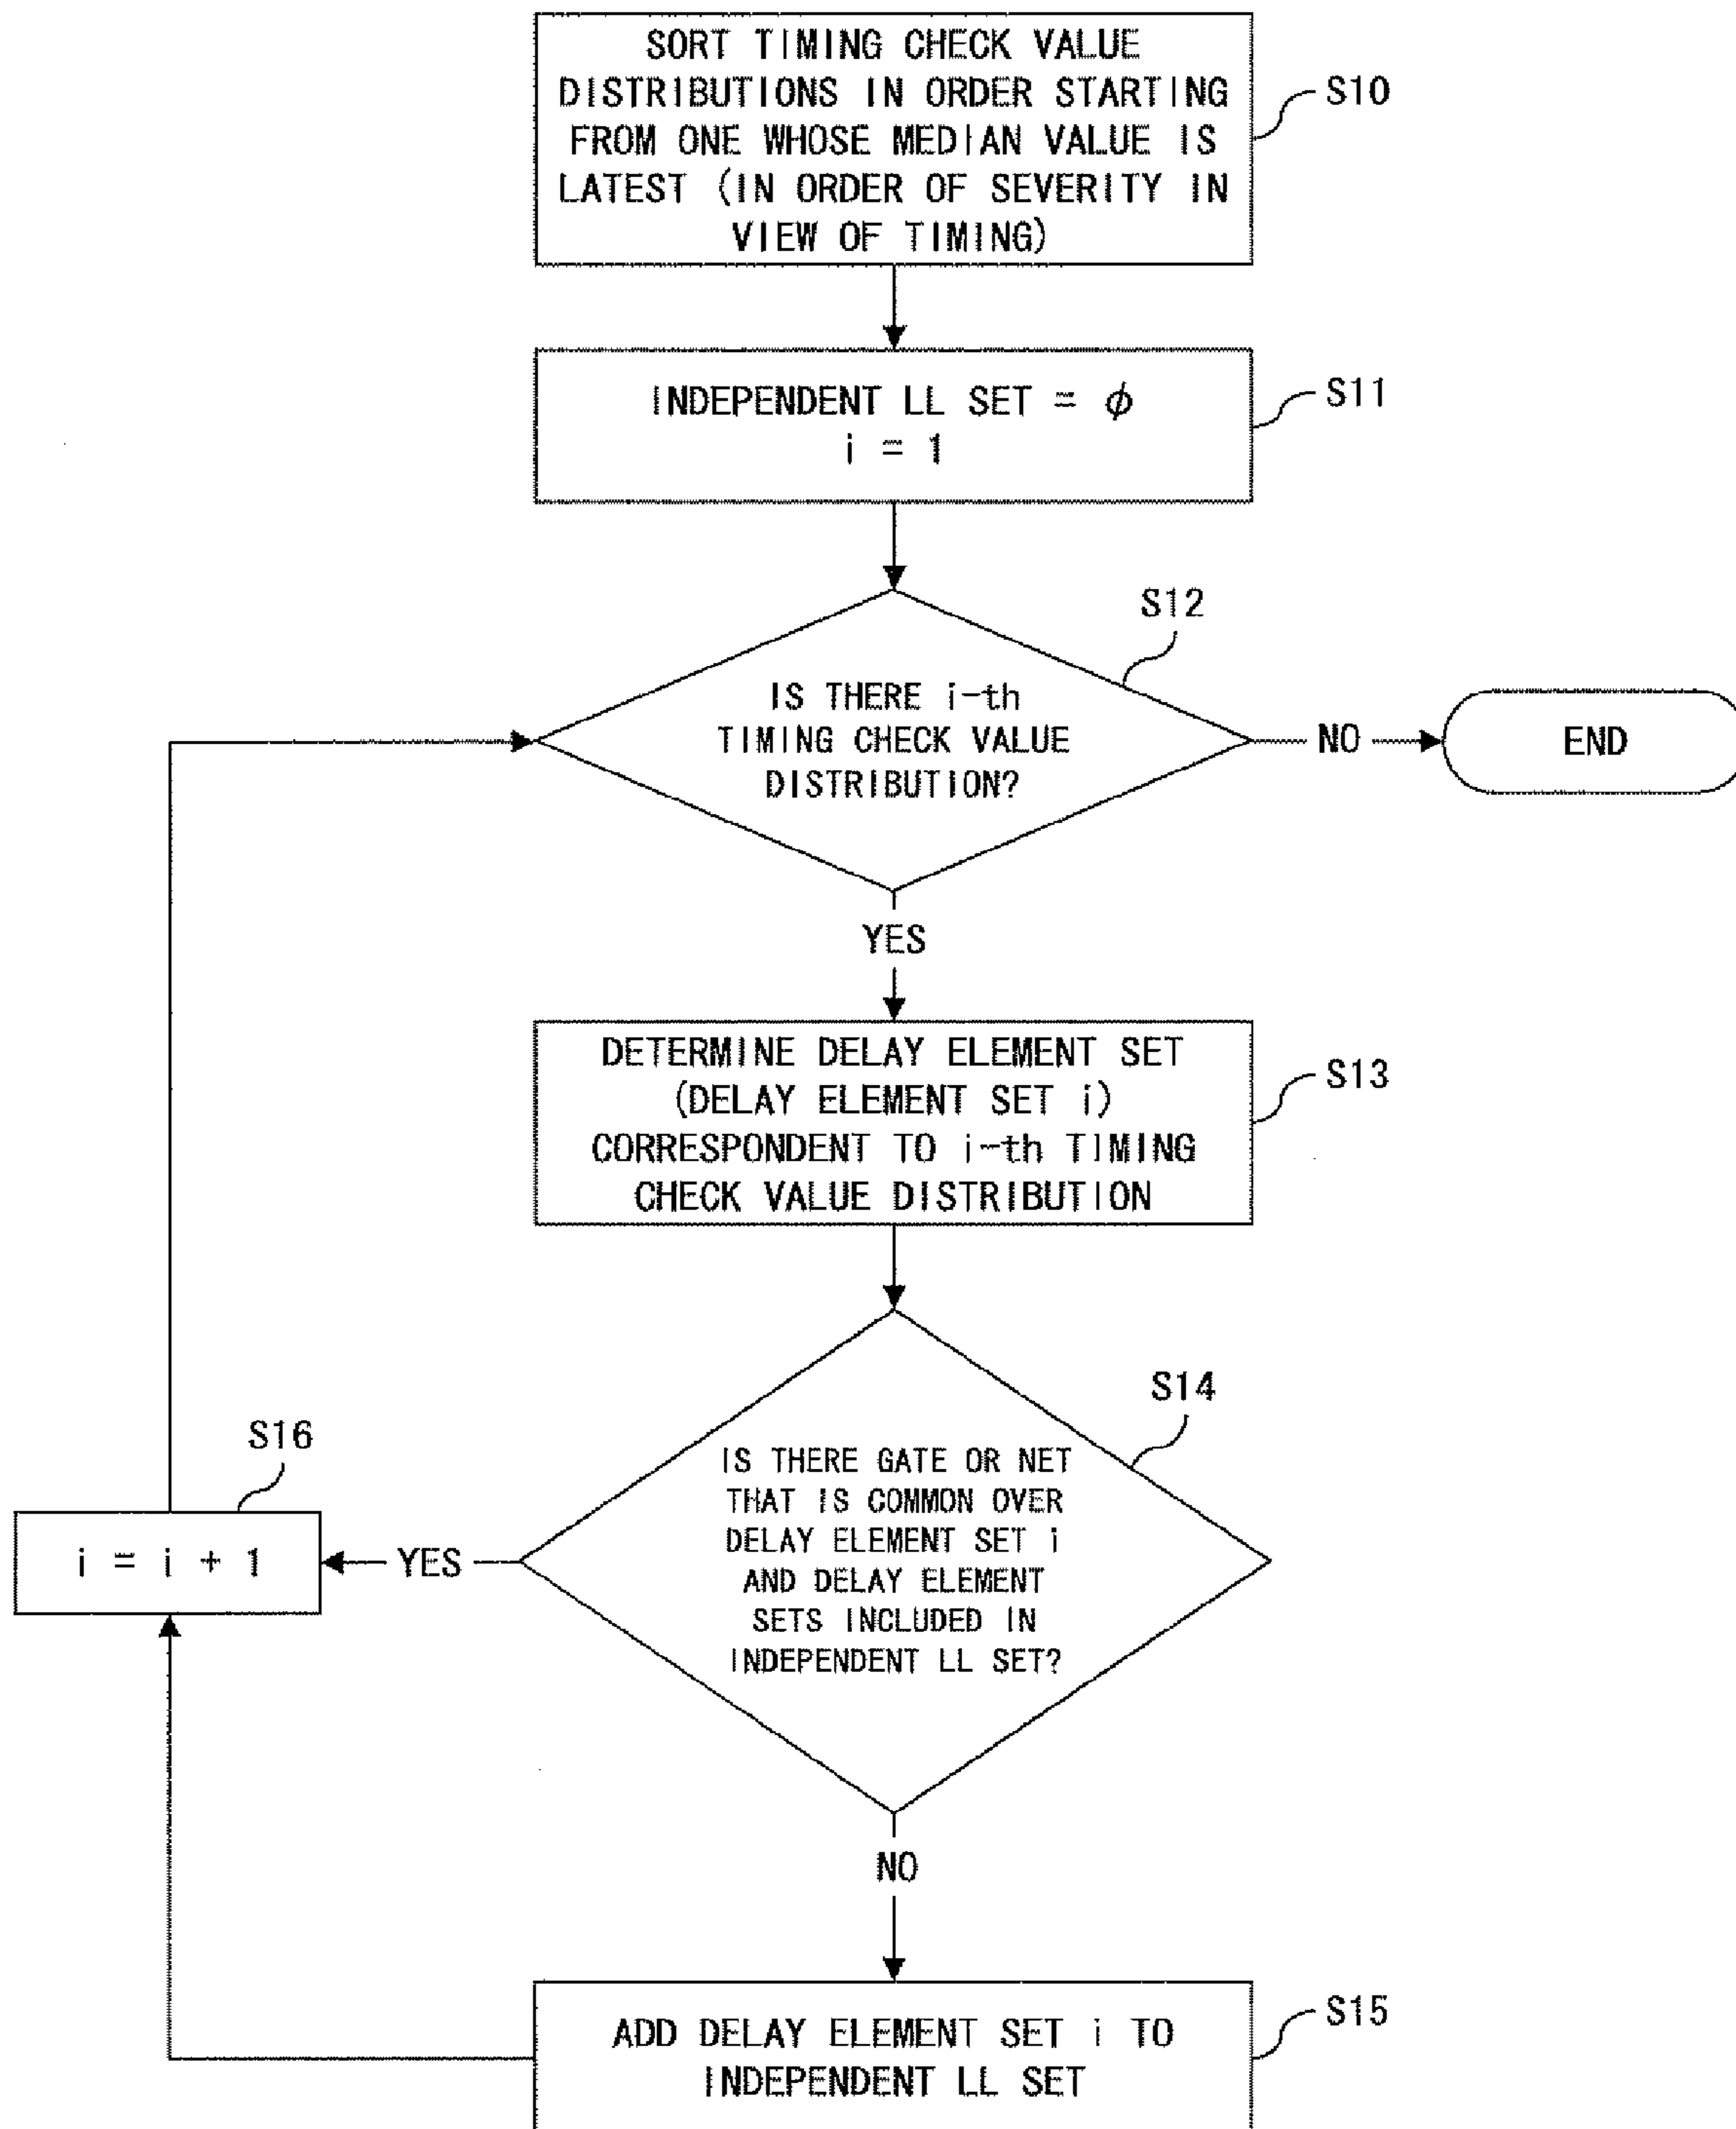 SORT TIMING CHECK VALUE
DISTRIBUTIONS IN ORDER STARTING
FROM ONE WHOSE MEDIAN VALUE IS
LATEST (IN ORDER OF SEVERITY IN
VIEW OF TIMING)
S10
INDEPENDENT LL SET = φ
i = 1
S11
S12
IS THERE i-th
TIMING CHECK VALUE
DISTRIBUTION?
NO
END
YES
DETERMINE DELAY ELEMENT SET
(DELAY ELEMENT SET i)
CORRESPONDENT TO i-th TIMING
CHECK VALUE DISTRIBUTION
S13
S14
IS THERE GATE OR NET
THAT IS COMMON OVER
DELAY ELEMENT SET i
AND DELAY ELEMENT
SETS INCLUDED IN
INDEPENDENT LL SET?
YES
S16
i = i + 1
NO
ADD DELAY ELEMENT SET i TO
INDEPENDENT LL SET
S15